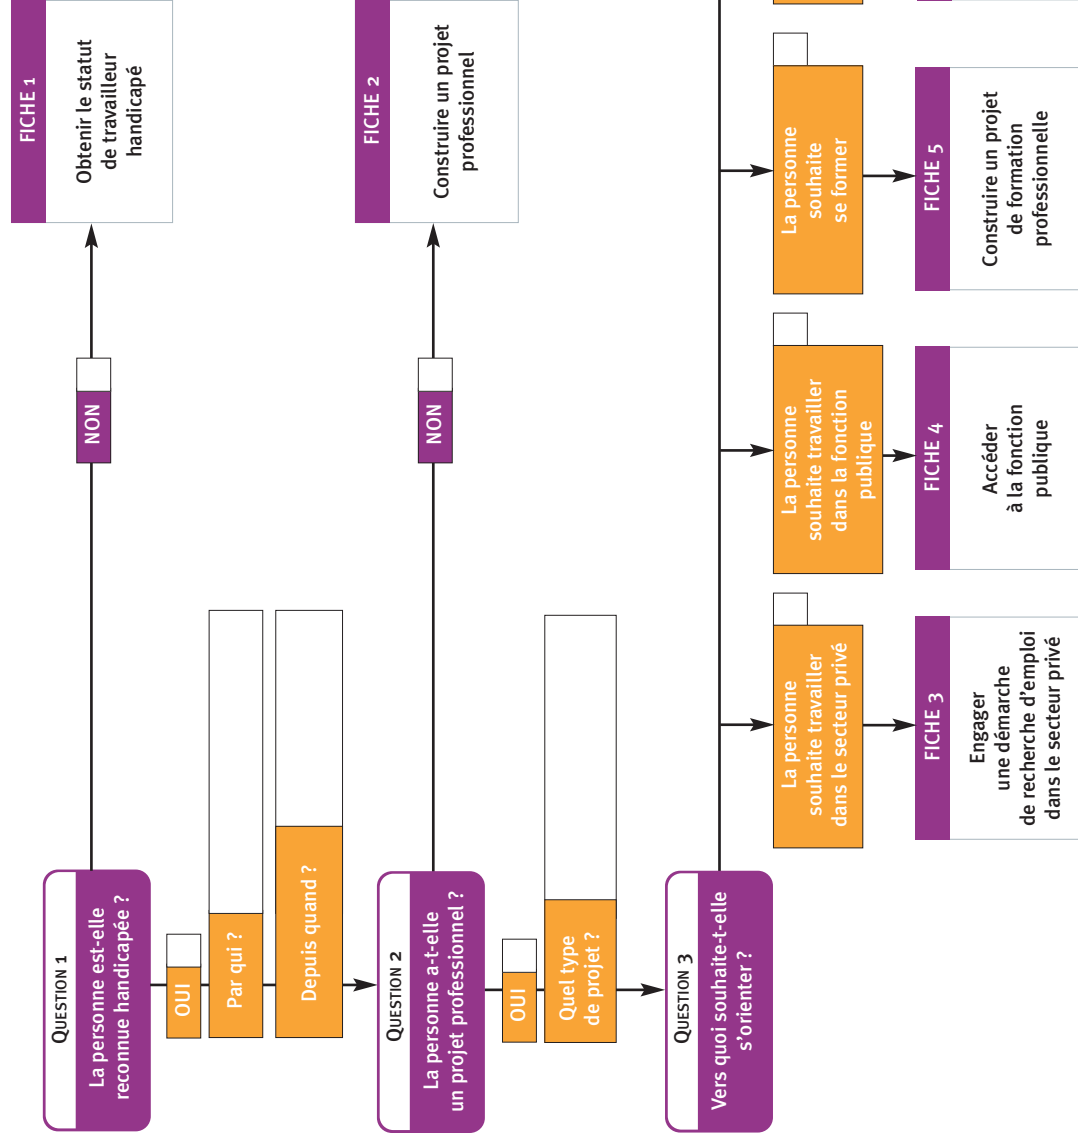 QUESTION 1
La personne est-elle
reconnue handicapée ?
NON
FICHE 1
Obtenir le statut
de travailleur
handicapé
OUI
Par qui ?
Depuis quand ?
QUESTION 2
La personne a-t-elle
un projet professionnel ?
NON
FICHE 2
Construire un projet
professionnel
OUI
Quel type
de projet ?
QUESTION 3
Vers quoi souhaite-t-elle
s'orienter ?
La personne
souhaite travailler
dans le secteur privé
FICHE 3
Engager
une démarche
de recherche d'emploi
dans le secteur privé
La personne
souhaite travailler
dans la fonction
publique
FICHE 4
Accéder
à la fonction
publique
La personne
souhaite
se former
FICHE 5
Construire un projet
de formation
professionnelle